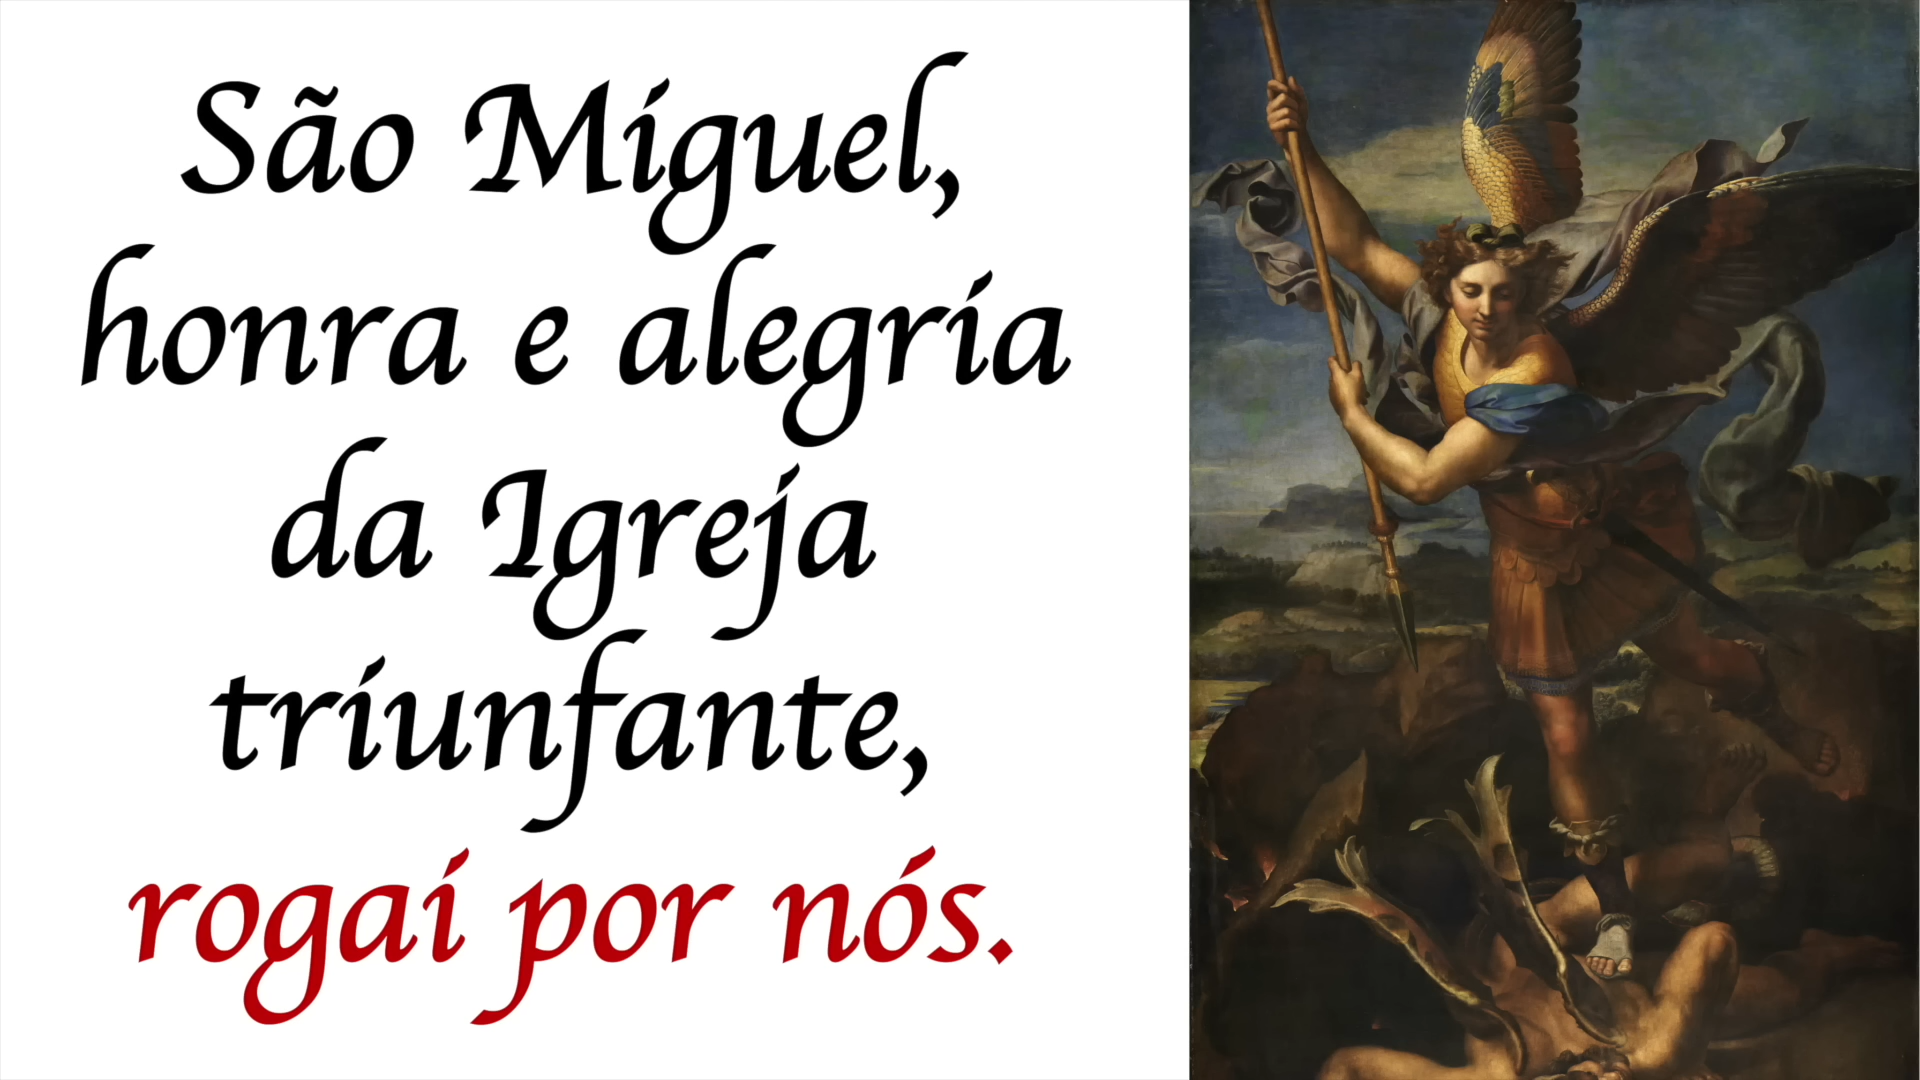 São Miguel,
honra e alegria
da Igreja
triunfante,
rogai por nós.